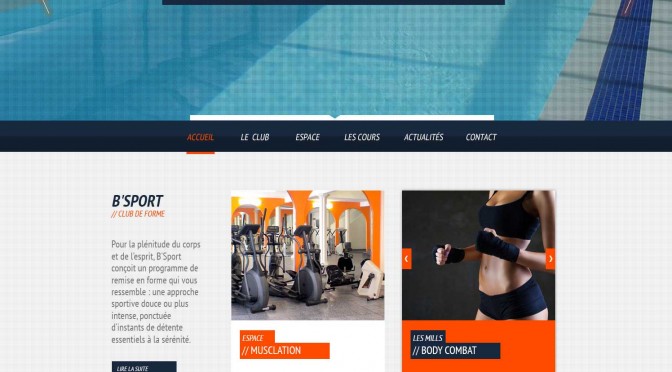 ACCUEIL
LE CLUB
ESPACE
LES COURS
ACTUALITÉS
CONTACT
B'SPORT
// CLUB DE FORME
Pour la plénitude du corps
et de l'esprit, B'Sport
conçoit un programme de
remise en forme qui vous
ressemble : une approche
sportive douce ou plus
intense, ponctuée
d'instants de détente
essentiels à la sérénité.
LIRE LA SUITE
ESPACE
// MUSCLATION
LES MILLS
// BODY COMBAT